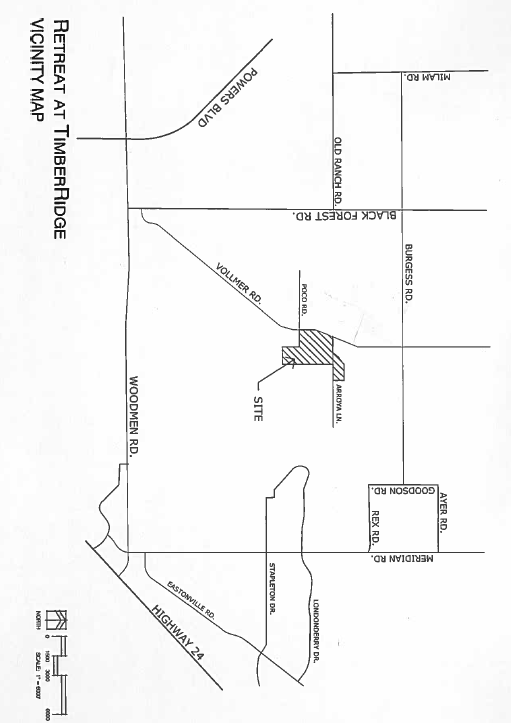 RETREAT AT TIMBERRIDGE
VICINITY MAP
MILAM RD.
POWERS BLVD
OLD RANCH RD.
BLACK FOREST RD.
BURGESS RD.
VOLLMER RD.
POCO RD.
ARROYA LN.
SITE
WOODMEN RD.
GOODSON RD.
AYER RD.
REX RD.
MERIDIAN RD.
STAPLETON DR.
LONDONDERRY DR.
EASTONVILLE RD.
HIGHWAY 24
NORTH
0 1500 3000 6000
SCALE: 1" = 6000'